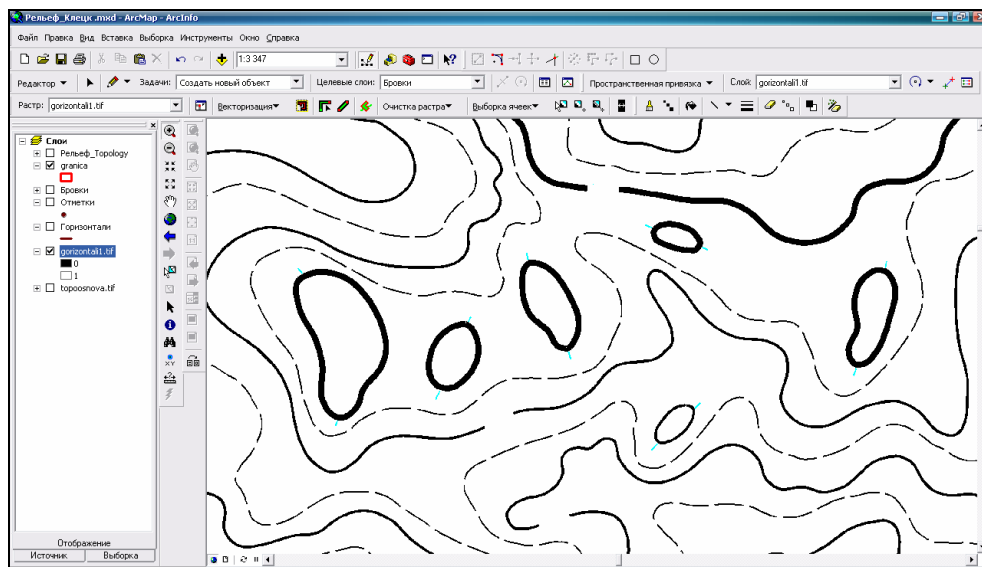 Рельеф_Клецк .mxd - ArcMap - ArcInfo
Файл Правка Вид Вставка Выборка Инструменты Окно Справка
1:3 347
Редактор Задачи: Создать новый объект Целевые слои: Бровки Пространственная привязка Слой: gorizontali1.tif
Растр: gorizontali1.tif Векторизация Очистка растра Выборка ячеек
Слои
Рельеф_Topology
granica
Бровки
Отметки
Горизонтали
gorizontali1.tif
0
1
topoosnova.tif
Отображение
Источник Выборка